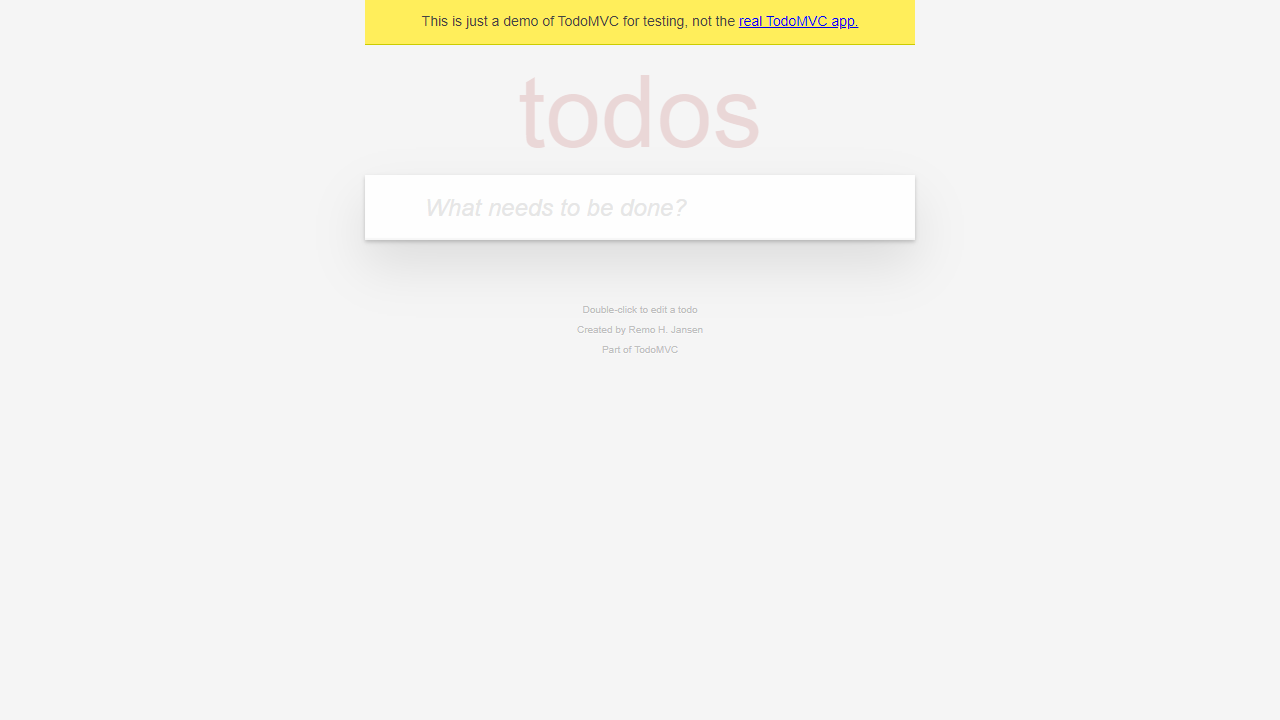 This is just a demo of TodoMVC for testing, not the real TodoMVC app.
todos
What needs to be done?
Double-click to edit a todo
Created by Remo H. Jansen
Part of TodoMVC